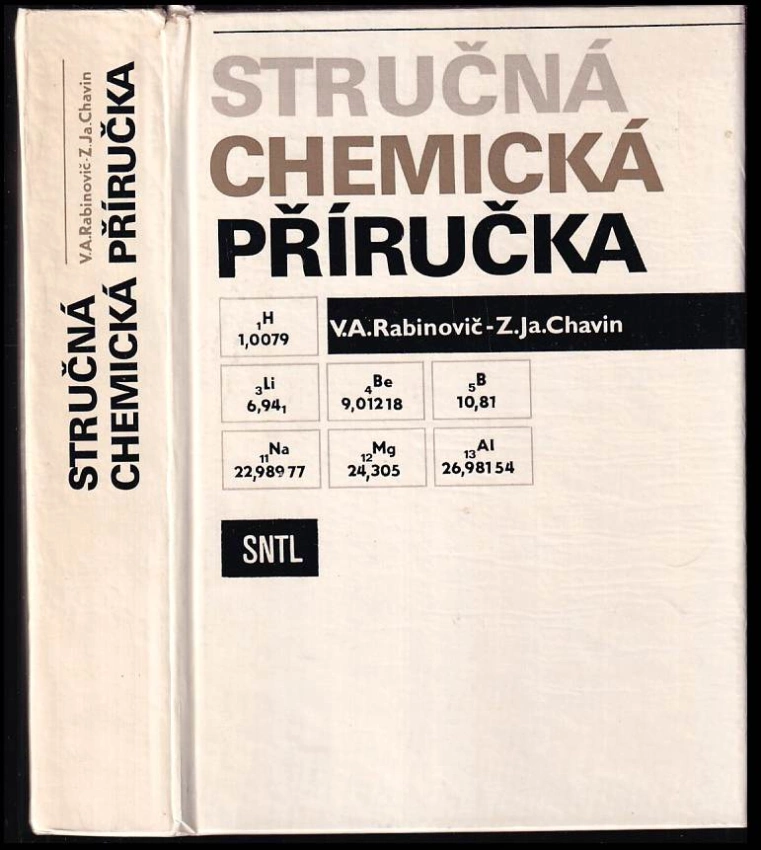 V.A.Rabinovič-Z.Ja.Chavin
STRUČNÁ
CHEMICKÁ PŘÍRUČKA
STRUČNÁ
CHEMICKÁ
PŘÍRUČKA
₁H
1,0079
V.A.Rabinovič-Z.Ja.Chavin
₃Li
6,94₁
₄Be
9,01218
₅B
10,81
₁₁Na
22,98977
₁₂Mg
24,305
₁₃Al
26,98154
SNTL